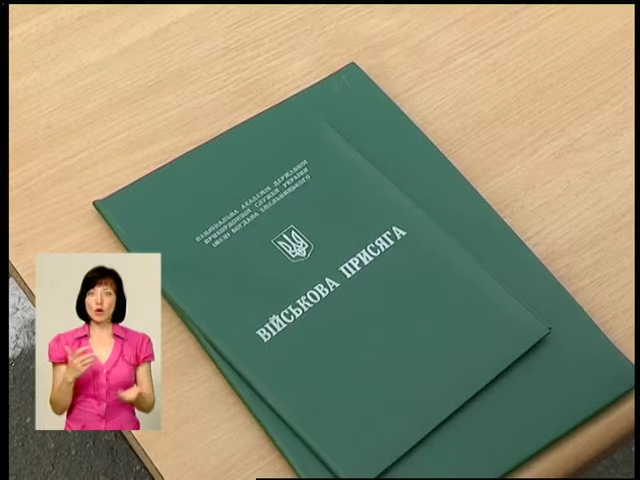 НАЦІОНАЛЬНА АКАДЕМІЯ ДЕРЖАВНОЇ
ПРИКОРДОННОЇ СЛУЖБИ УКРАЇНИ
ІМЕНІ БОГДАНА ХМЕЛЬНИЦЬКОГО
ВІЙСЬКОВА ПРИСЯГА